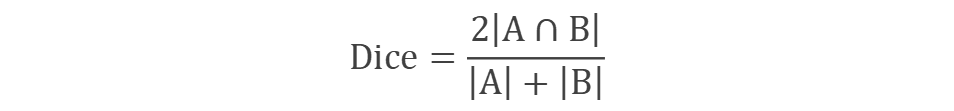 Dice = 2|A ∩ B| / |A| + |B|